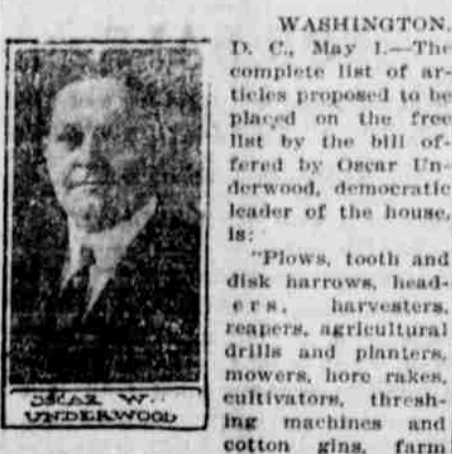 WASHINGTON,
D. C., May 1.—The
complete list of ar-
ticles proposed to be
placed on the free
list by the bill of-
fered by Oscar Un-
derwood, democratic
leader of the house,
is:
"Plows, tooth and
disk harrows, head-
ers, harvesters,
reapers, agricultural
drills and planters,
mowers, hore rakes,
cultivators, thresh-
ing machines and
cotton gins, farm
OSCAR W.
UNDERWOOD